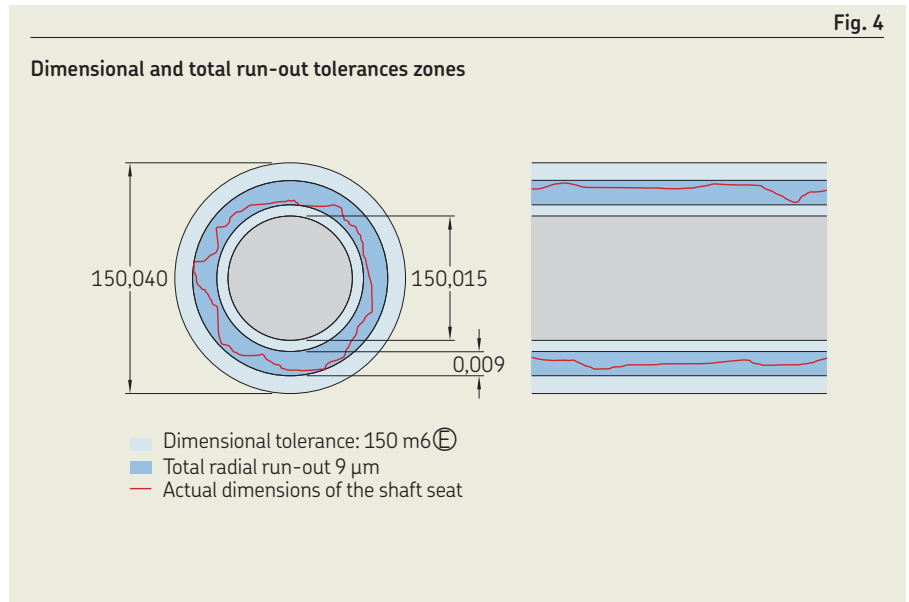 Fig. 4
Dimensional and total run-out tolerances zones
150,040
150,015
0,009
Dimensional tolerance: 150 m6Ⓔ
Total radial run-out 9 µm
Actual dimensions of the shaft seat